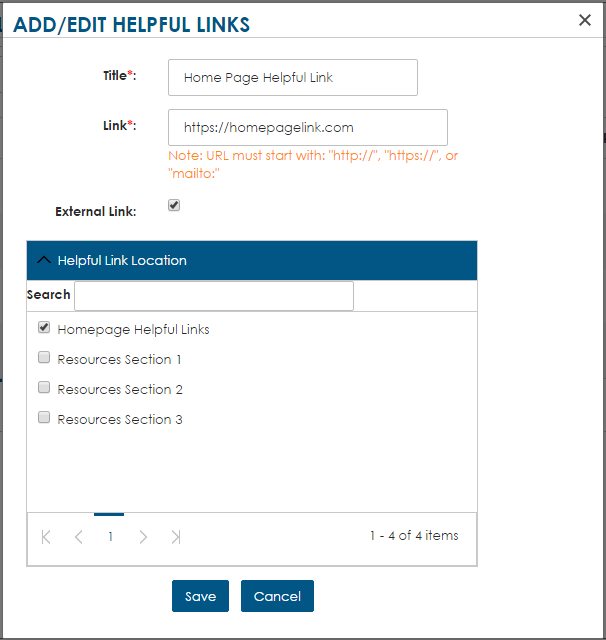 ADD/EDIT HELPFUL LINKS
Title*: Home Page Helpful Link
Link*: https://homepagelink.com
Note: URL must start with: "http://", "https://", or
"mailto:"
External Link:
Helpful Link Location
Search
Homepage Helpful Links
Resources Section 1
Resources Section 2
Resources Section 3
1 1 - 4 of 4 items
Save Cancel